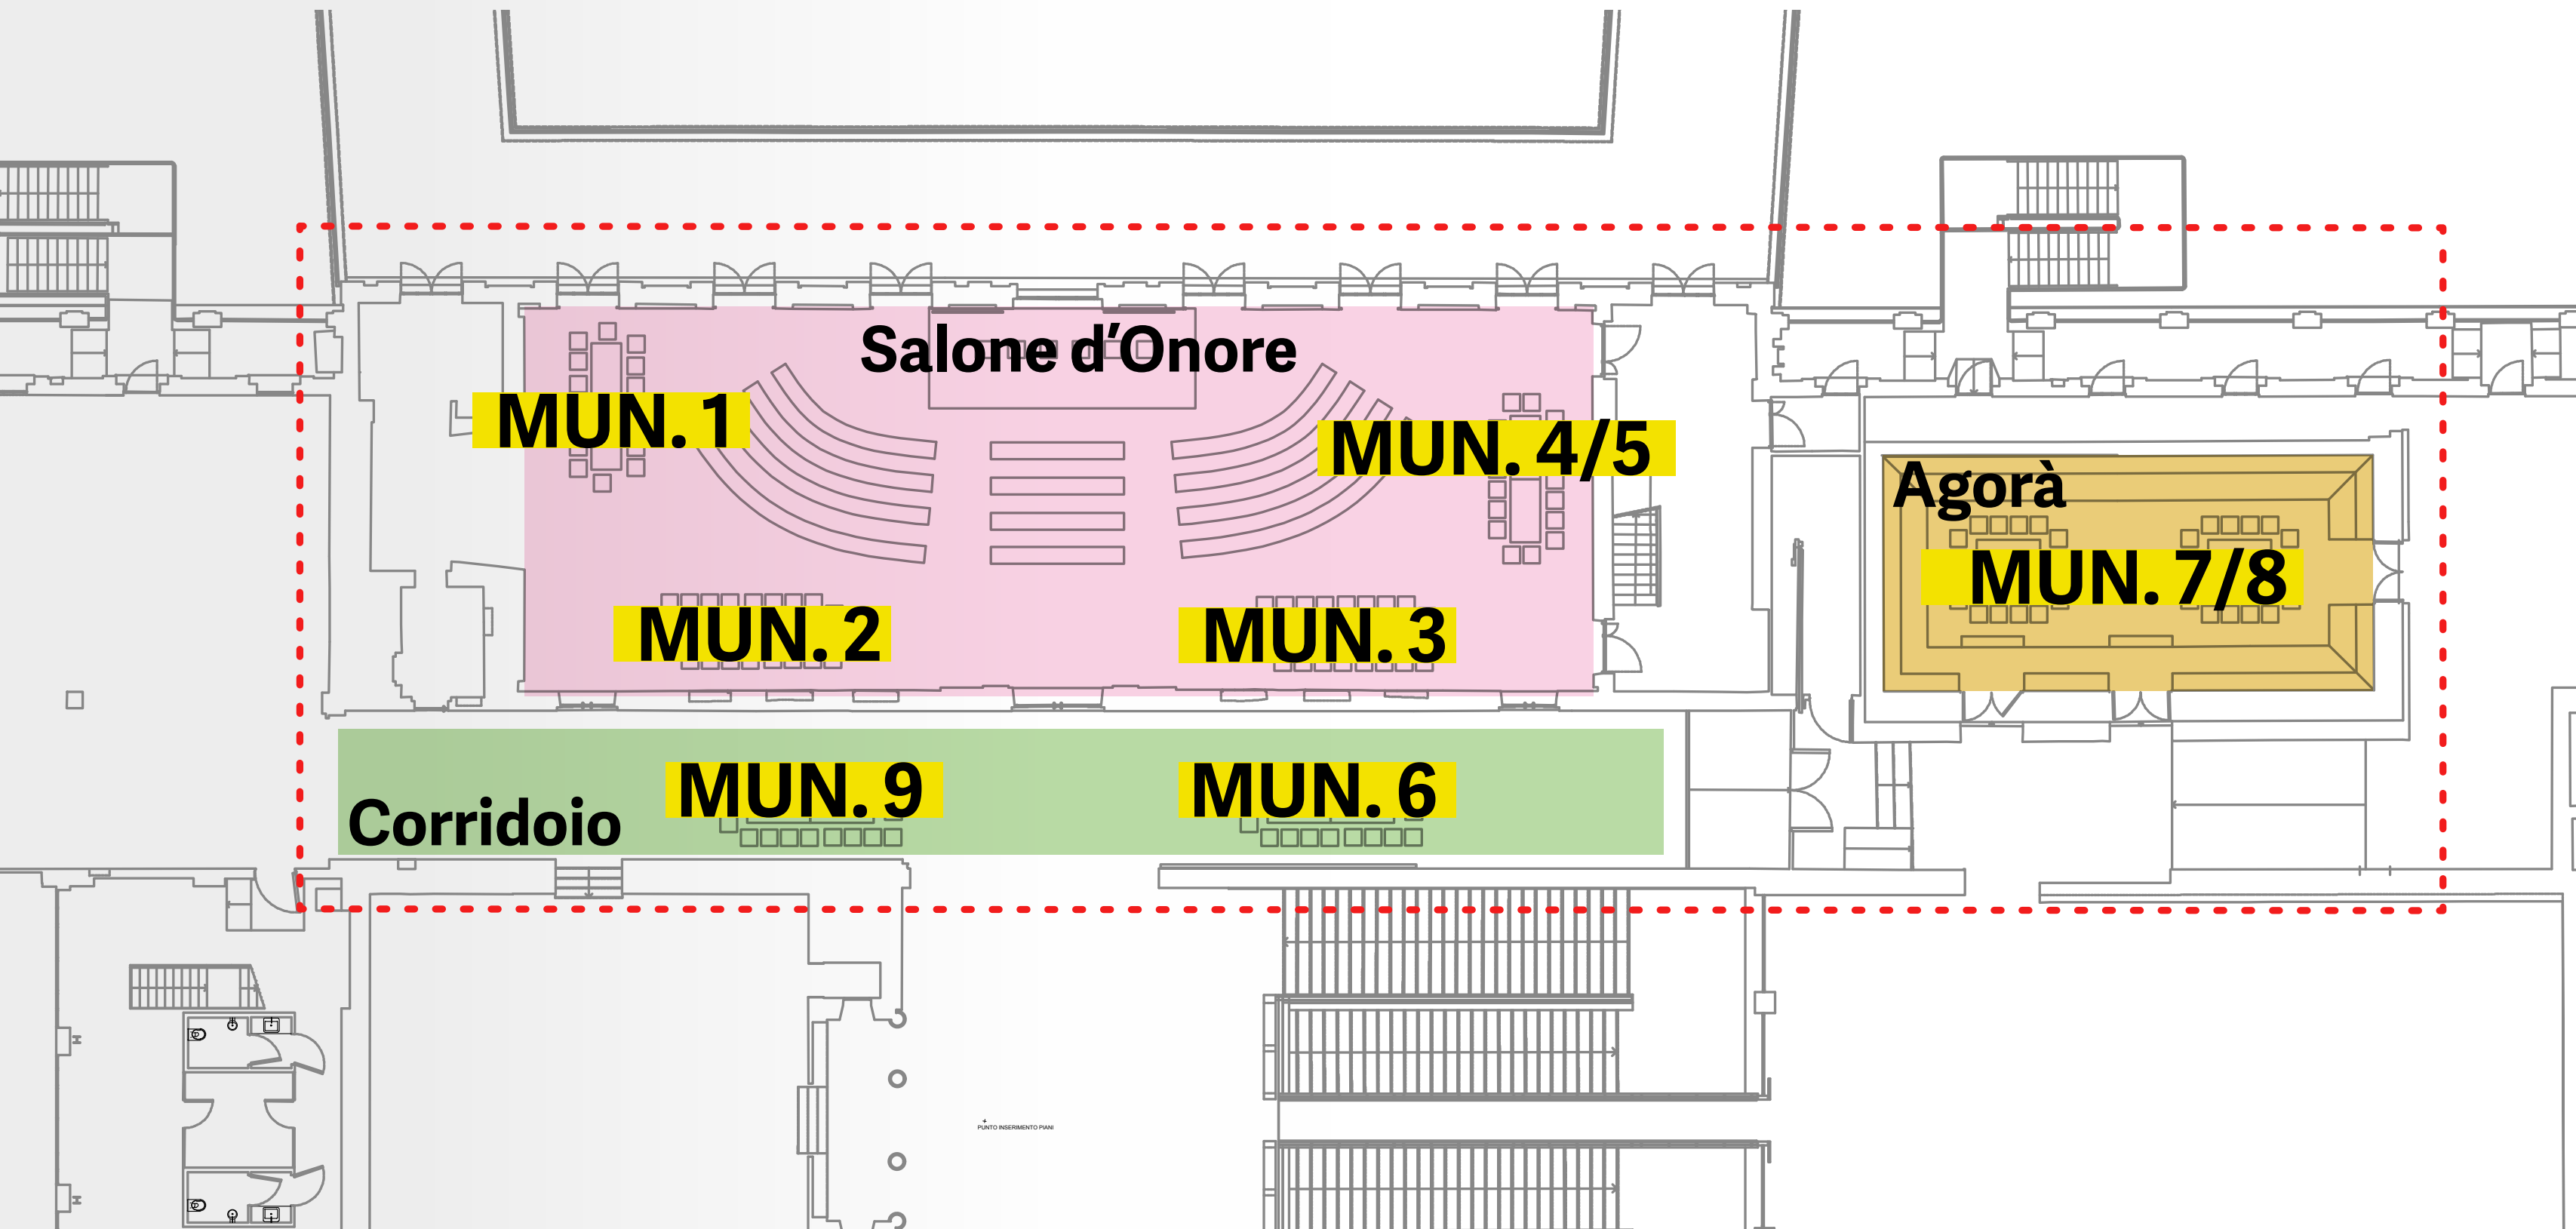 Salone d'Onore
MUN. 1
MUN. 4/5
Agorà
MUN. 7/8
MUN. 2
MUN. 3
MUN. 9
MUN. 6
Corridoio
PUNTO INSERIMENTO PIANI